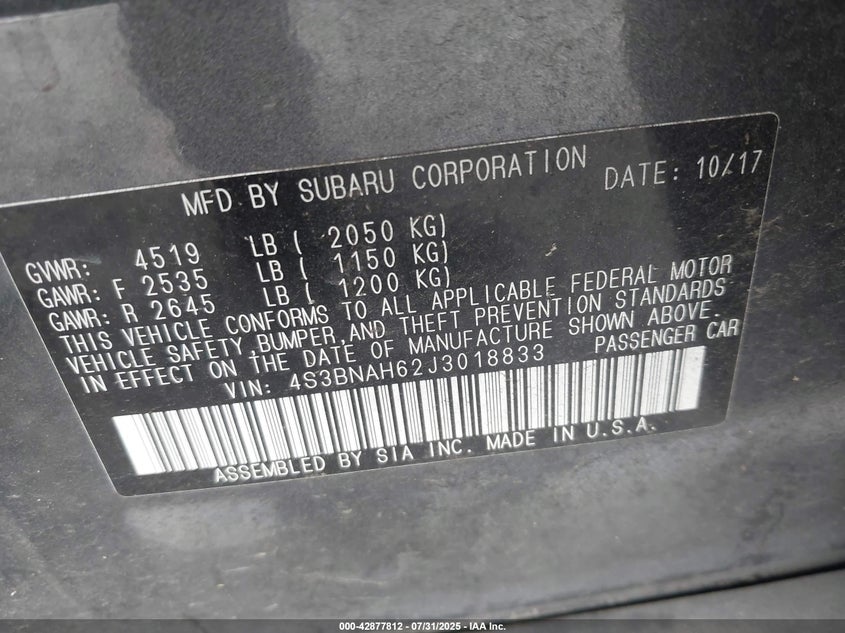 MFD BY SUBARU CORPORATION DATE: 10/17
GVWR: 4519 LB ( 2050 KG)
GAWR: F 2535 LB ( 1150 KG)
GAWR: R 2645 LB ( 1200 KG)
THIS VEHICLE CONFORMS TO ALL APPLICABLE FEDERAL MOTOR
VEHICLE SAFETY BUMPER,AND THEFT PREVENTION STANDARDS
IN EFFECT ON THE DATE OF MANUFACTURE SHOWN ABOVE.
VIN: 4S3BNAH62J3018833 PASSENGER CAR
ASSEMBLED BY SIA INC. MADE IN U.S.A.
000-42877812 - 07/31/2025 - IAA Inc.